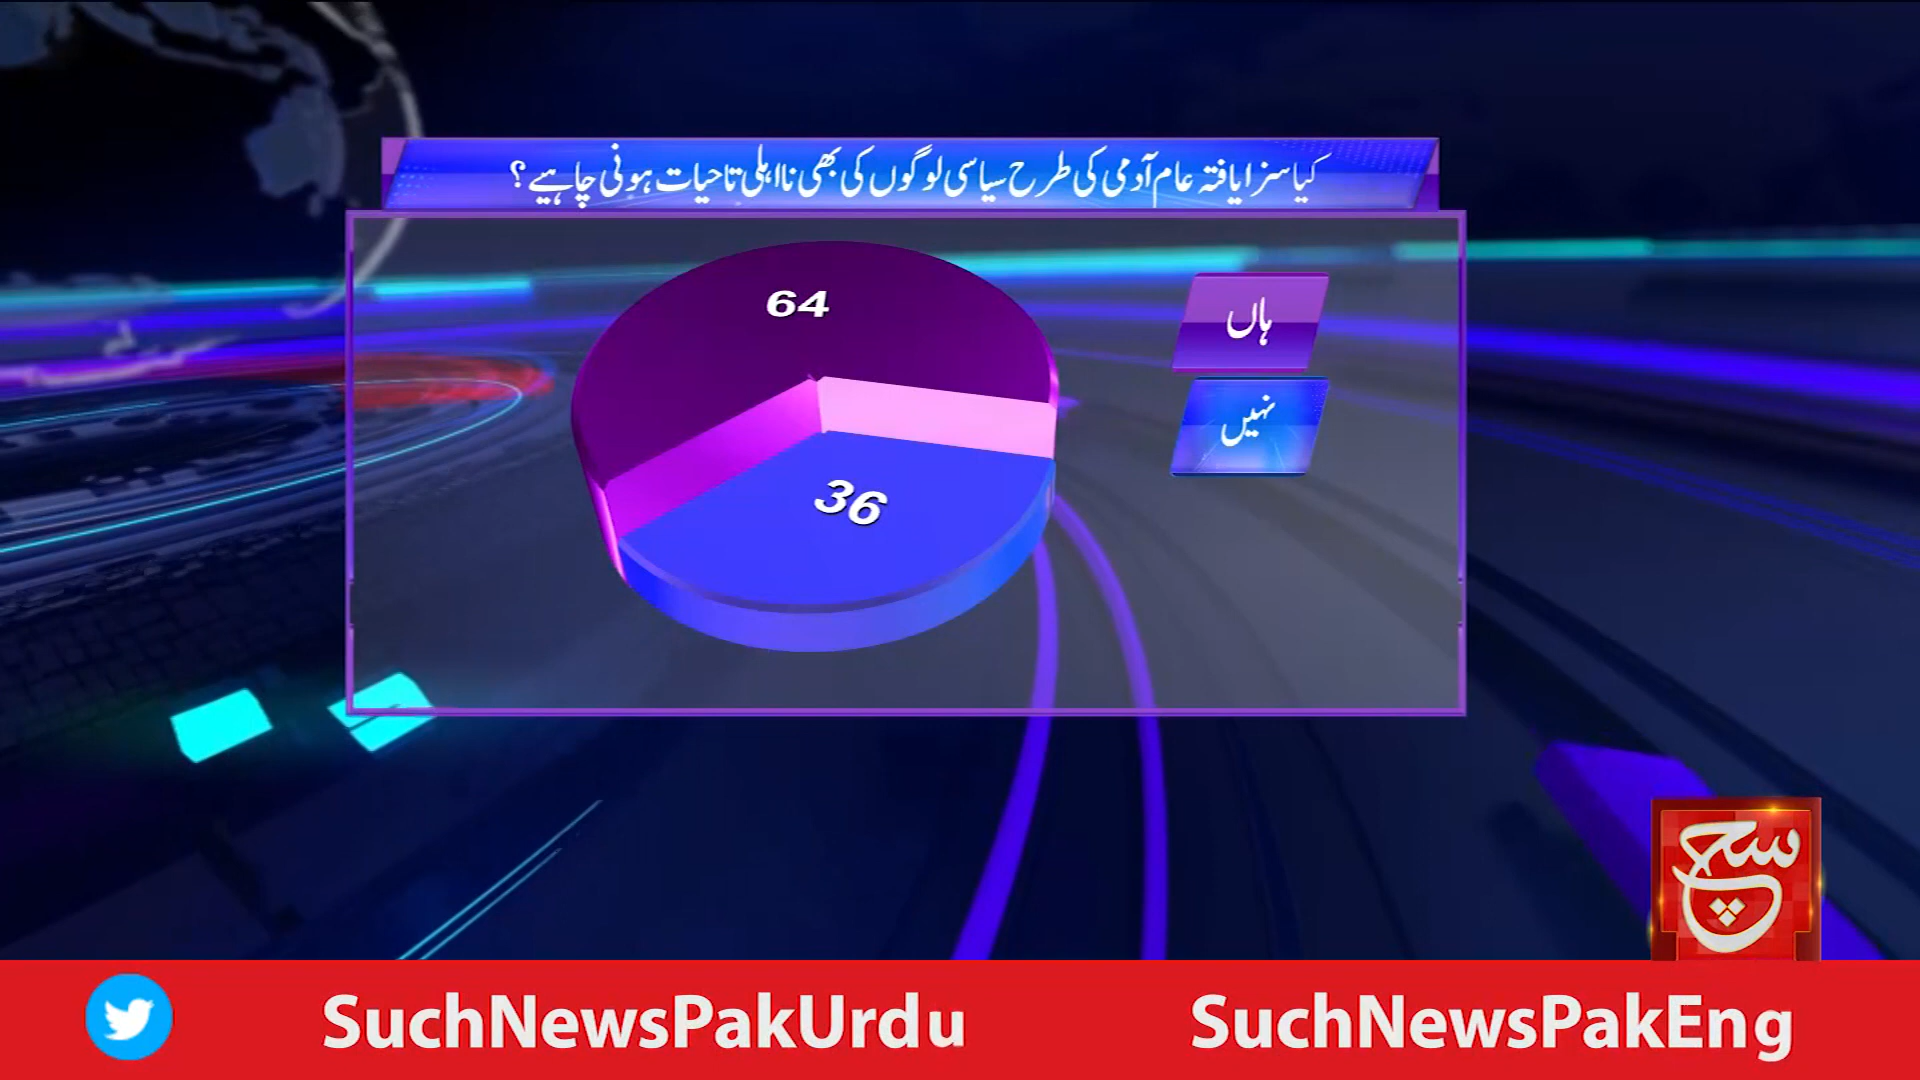 کیا سزا یافتہ عام آدمی کی طرح سیاسی لوگوں کی بھی نااہلی تاحیات ہونی چاہیے ؟
64
ہاں
نہیں
36
سچ
SuchNewsPakUrdu
SuchNewsPakEng